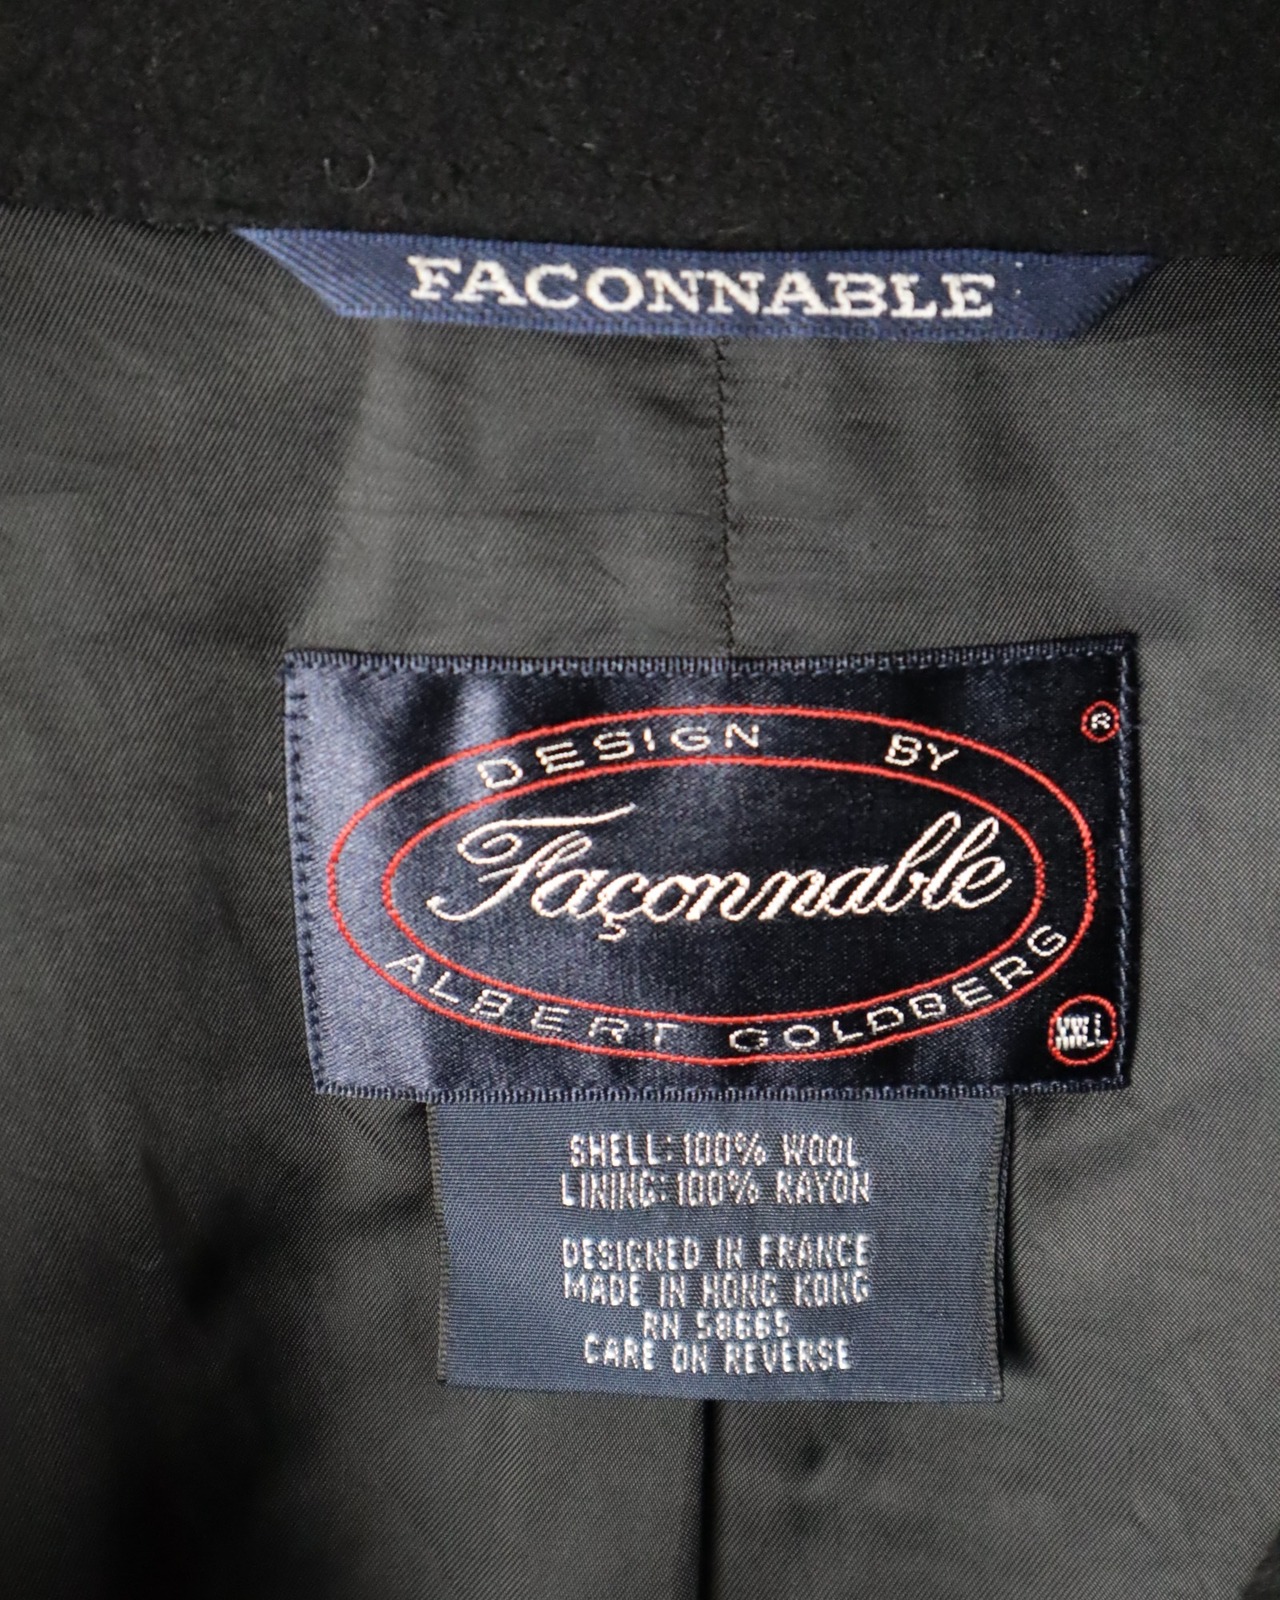 FACONNABLE
DESIGN BY
®
Façonnable
ALBERT GOLDBERG
SHELL:100% WOOL
LINING:100% RAYON
DESIGNED IN FRANCE
MADE IN HONG KONG
RN 58665
CARE ON REVERSE